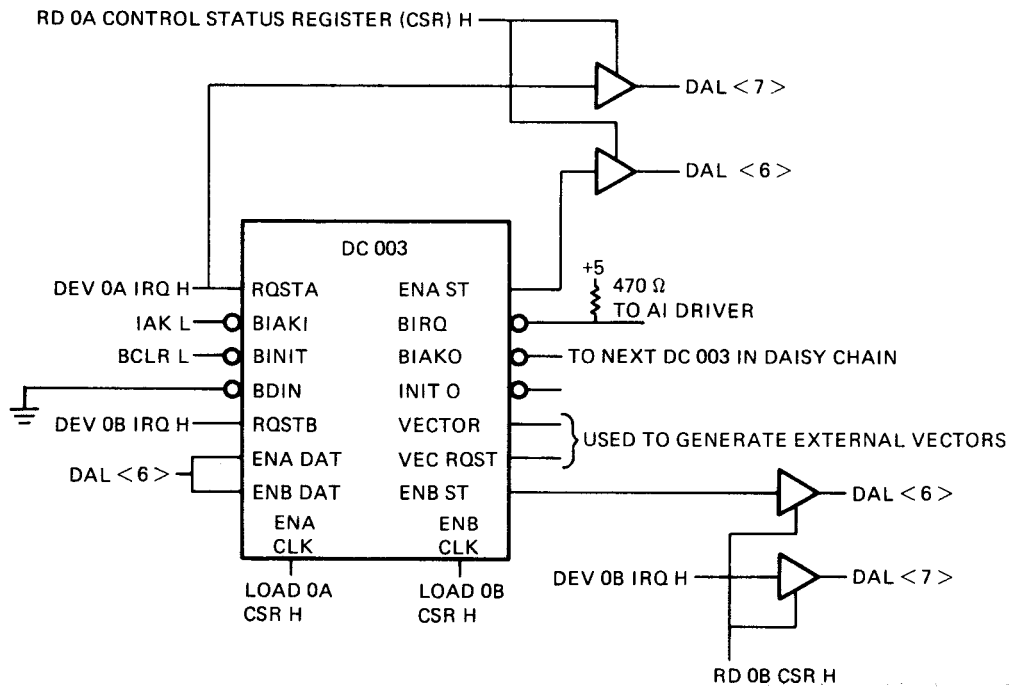 RD 0A CONTROL STATUS REGISTER (CSR) H
DAL <7>
DAL <6>
DC 003
DEV 0A IRQ H
RQSTA
ENA ST
+5
470 Ω
TO AI DRIVER
IAK L
BIAKI
BIRQ
BCLR L
BINIT
BIAKO
TO NEXT DC 003 IN DAISY CHAIN
BDIN
INIT O
DEV 0B IRQ H
RQSTB
VECTOR
USED TO GENERATE EXTERNAL VECTORS
DAL <6>
ENA DAT
VEC RQST
ENB DAT
ENB ST
DAL <6>
ENA
CLK
ENB
CLK
LOAD 0A
CSR H
LOAD 0B
CSR H
DEV 0B IRQ H
DAL <7>
RD 0B CSR H